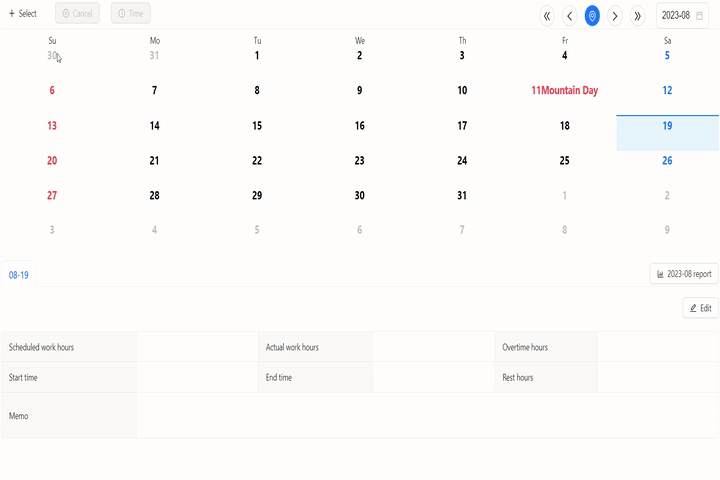 Select Cancel Time 2023-08
Su Mo Tu We Th Fr Sa
30 31 1 2 3 4 5
6 7 8 9 10 11Mountain Day 12
13 14 15 16 17 18 19
20 21 22 23 24 25 26
27 28 29 30 31 1 2
3 4 5 6 7 8 9
08-19 2023-08 report
Edit
Scheduled work hours Actual work hours Overtime hours
Start time End time Rest hours
Memo